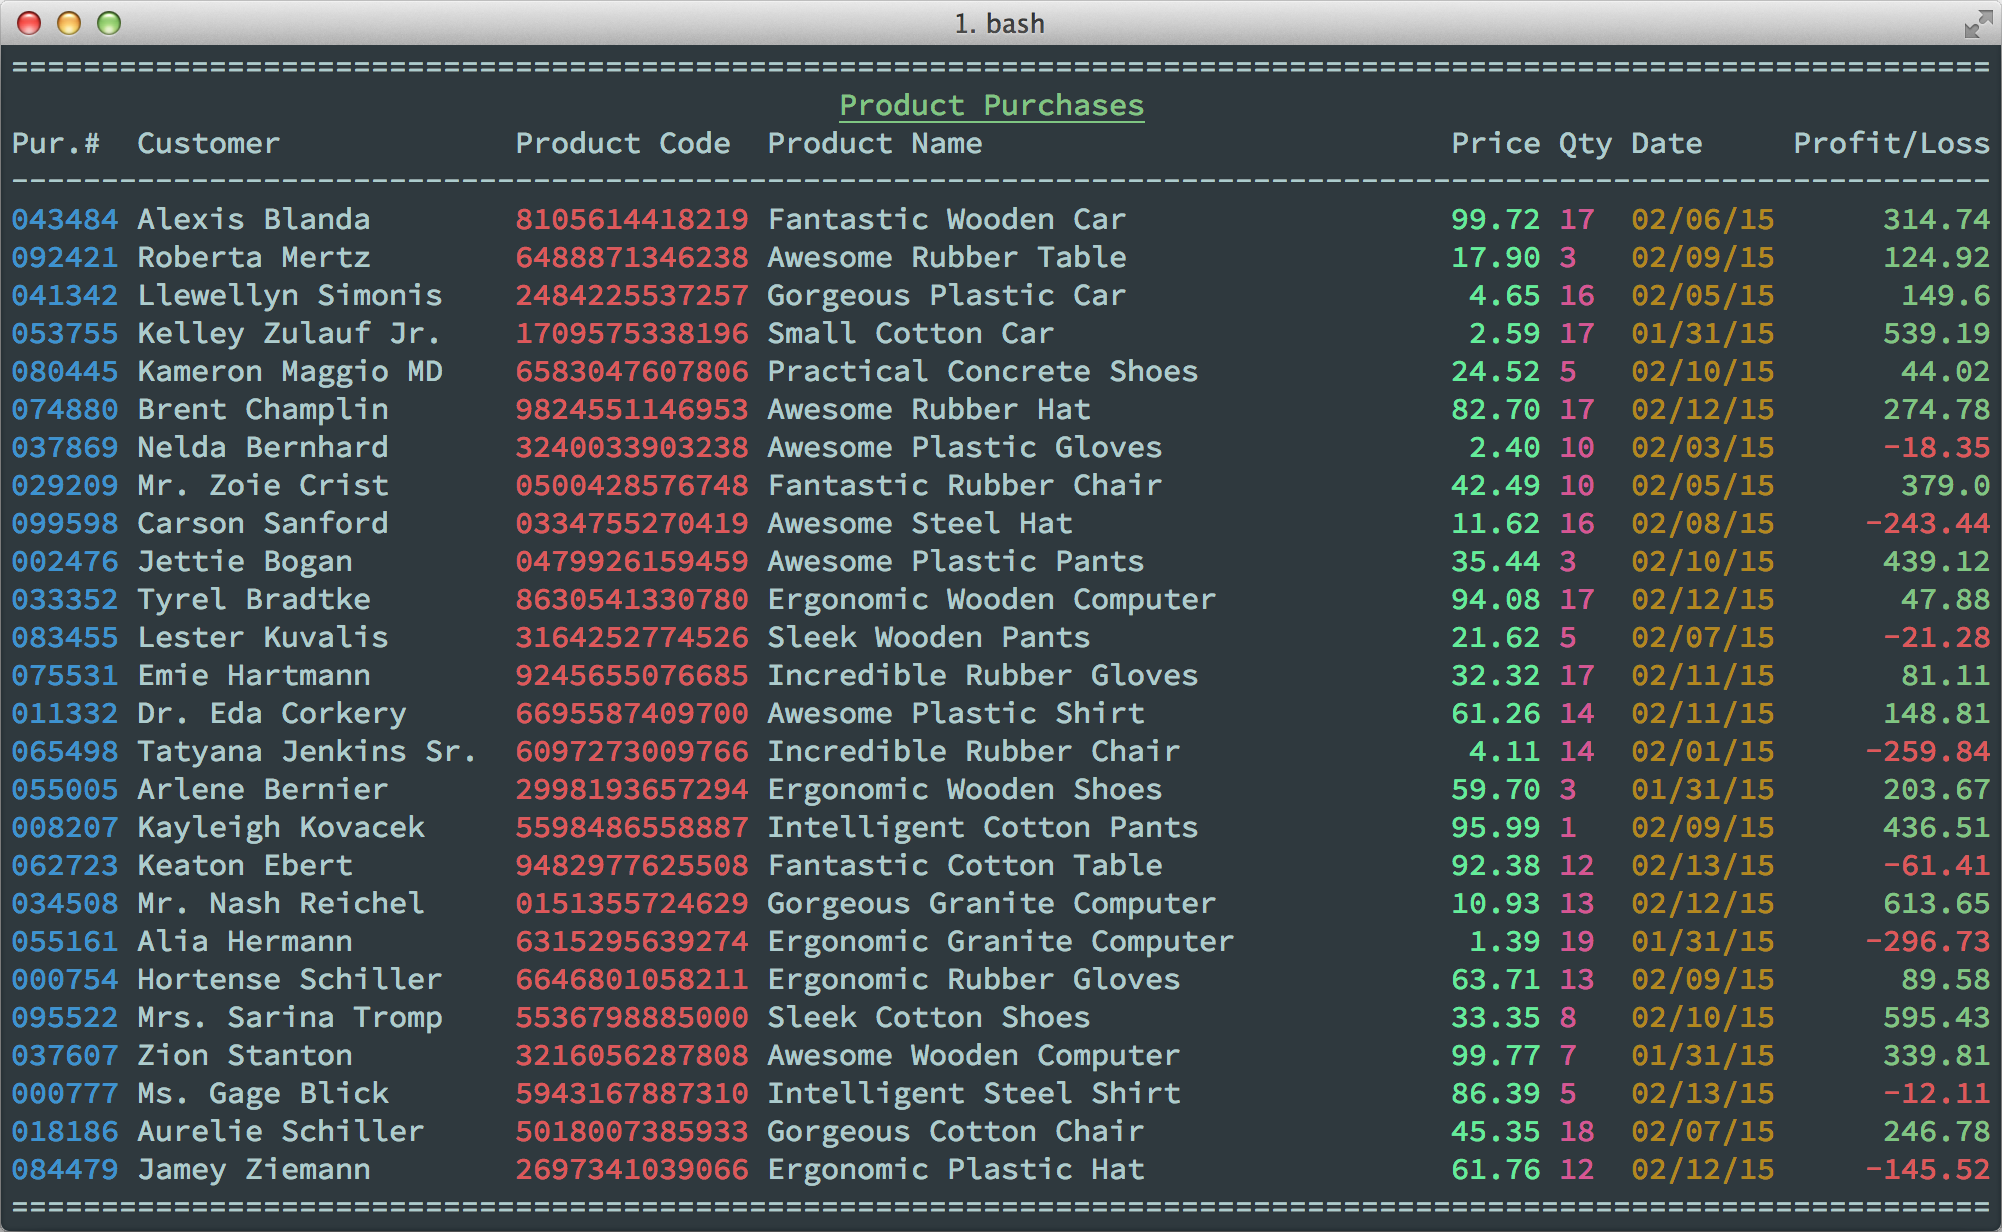 1. bash
==============================================================================================================
Product Purchases
Pur.#  Customer             Product Code  Product Name                          Price Qty Date     Profit/Loss
--------------------------------------------------------------------------------------------------------------
043484 Alexis Blanda        8105614418219 Fantastic Wooden Car                  99.72 17  02/06/15      314.74
092421 Roberta Mertz        6488871346238 Awesome Rubber Table                  17.90 3   02/09/15      124.92
041342 Llewellyn Simonis    2484225537257 Gorgeous Plastic Car                   4.65 16  02/05/15       149.6
053755 Kelley Zulauf Jr.    1709575338196 Small Cotton Car                       2.59 17  01/31/15      539.19
080445 Kameron Maggio MD    6583047607806 Practical Concrete Shoes              24.52 5   02/10/15       44.02
074880 Brent Champlin       9824551146953 Awesome Rubber Hat                    82.70 17  02/12/15      274.78
037869 Nelda Bernhard       3240033903238 Awesome Plastic Gloves                 2.40 10  02/03/15      -18.35
029209 Mr. Zoie Crist       0500428576748 Fantastic Rubber Chair                42.49 10  02/05/15       379.0
099598 Carson Sanford       0334755270419 Awesome Steel Hat                     11.62 16  02/08/15     -243.44
002476 Jettie Bogan         0479926159459 Awesome Plastic Pants                 35.44 3   02/10/15      439.12
033352 Tyrel Bradtke        8630541330780 Ergonomic Wooden Computer             94.08 17  02/12/15       47.88
083455 Lester Kuvalis       3164252774526 Sleek Wooden Pants                    21.62 5   02/07/15      -21.28
075531 Emie Hartmann        9245655076685 Incredible Rubber Gloves              32.32 17  02/11/15       81.11
011332 Dr. Eda Corkery      6695587409700 Awesome Plastic Shirt                 61.26 14  02/11/15      148.81
065498 Tatyana Jenkins Sr.  6097273009766 Incredible Rubber Chair                4.11 14  02/01/15     -259.84
055005 Arlene Bernier       2998193657294 Ergonomic Wooden Shoes                59.70 3   01/31/15      203.67
008207 Kayleigh Kovacek     5598486558887 Intelligent Cotton Pants              95.99 1   02/09/15      436.51
062723 Keaton Ebert         9482977625508 Fantastic Cotton Table                92.38 12  02/13/15      -61.41
034508 Mr. Nash Reichel     0151355724629 Gorgeous Granite Computer             10.93 13  02/12/15      613.65
055161 Alia Hermann         6315295639274 Ergonomic Granite Computer             1.39 19  01/31/15     -296.73
000754 Hortense Schiller    6646801058211 Ergonomic Rubber Gloves               63.71 13  02/09/15       89.58
095522 Mrs. Sarina Tromp    5536798885000 Sleek Cotton Shoes                    33.35 8   02/10/15      595.43
037607 Zion Stanton         3216056287808 Awesome Wooden Computer               99.77 7   01/31/15      339.81
000777 Ms. Gage Blick       5943167887310 Intelligent Steel Shirt               86.39 5   02/13/15      -12.11
018186 Aurelie Schiller     5018007385933 Gorgeous Cotton Chair                 45.35 18  02/07/15      246.78
084479 Jamey Ziemann        2697341039066 Ergonomic Plastic Hat                 61.76 12  02/12/15     -145.52
==============================================================================================================